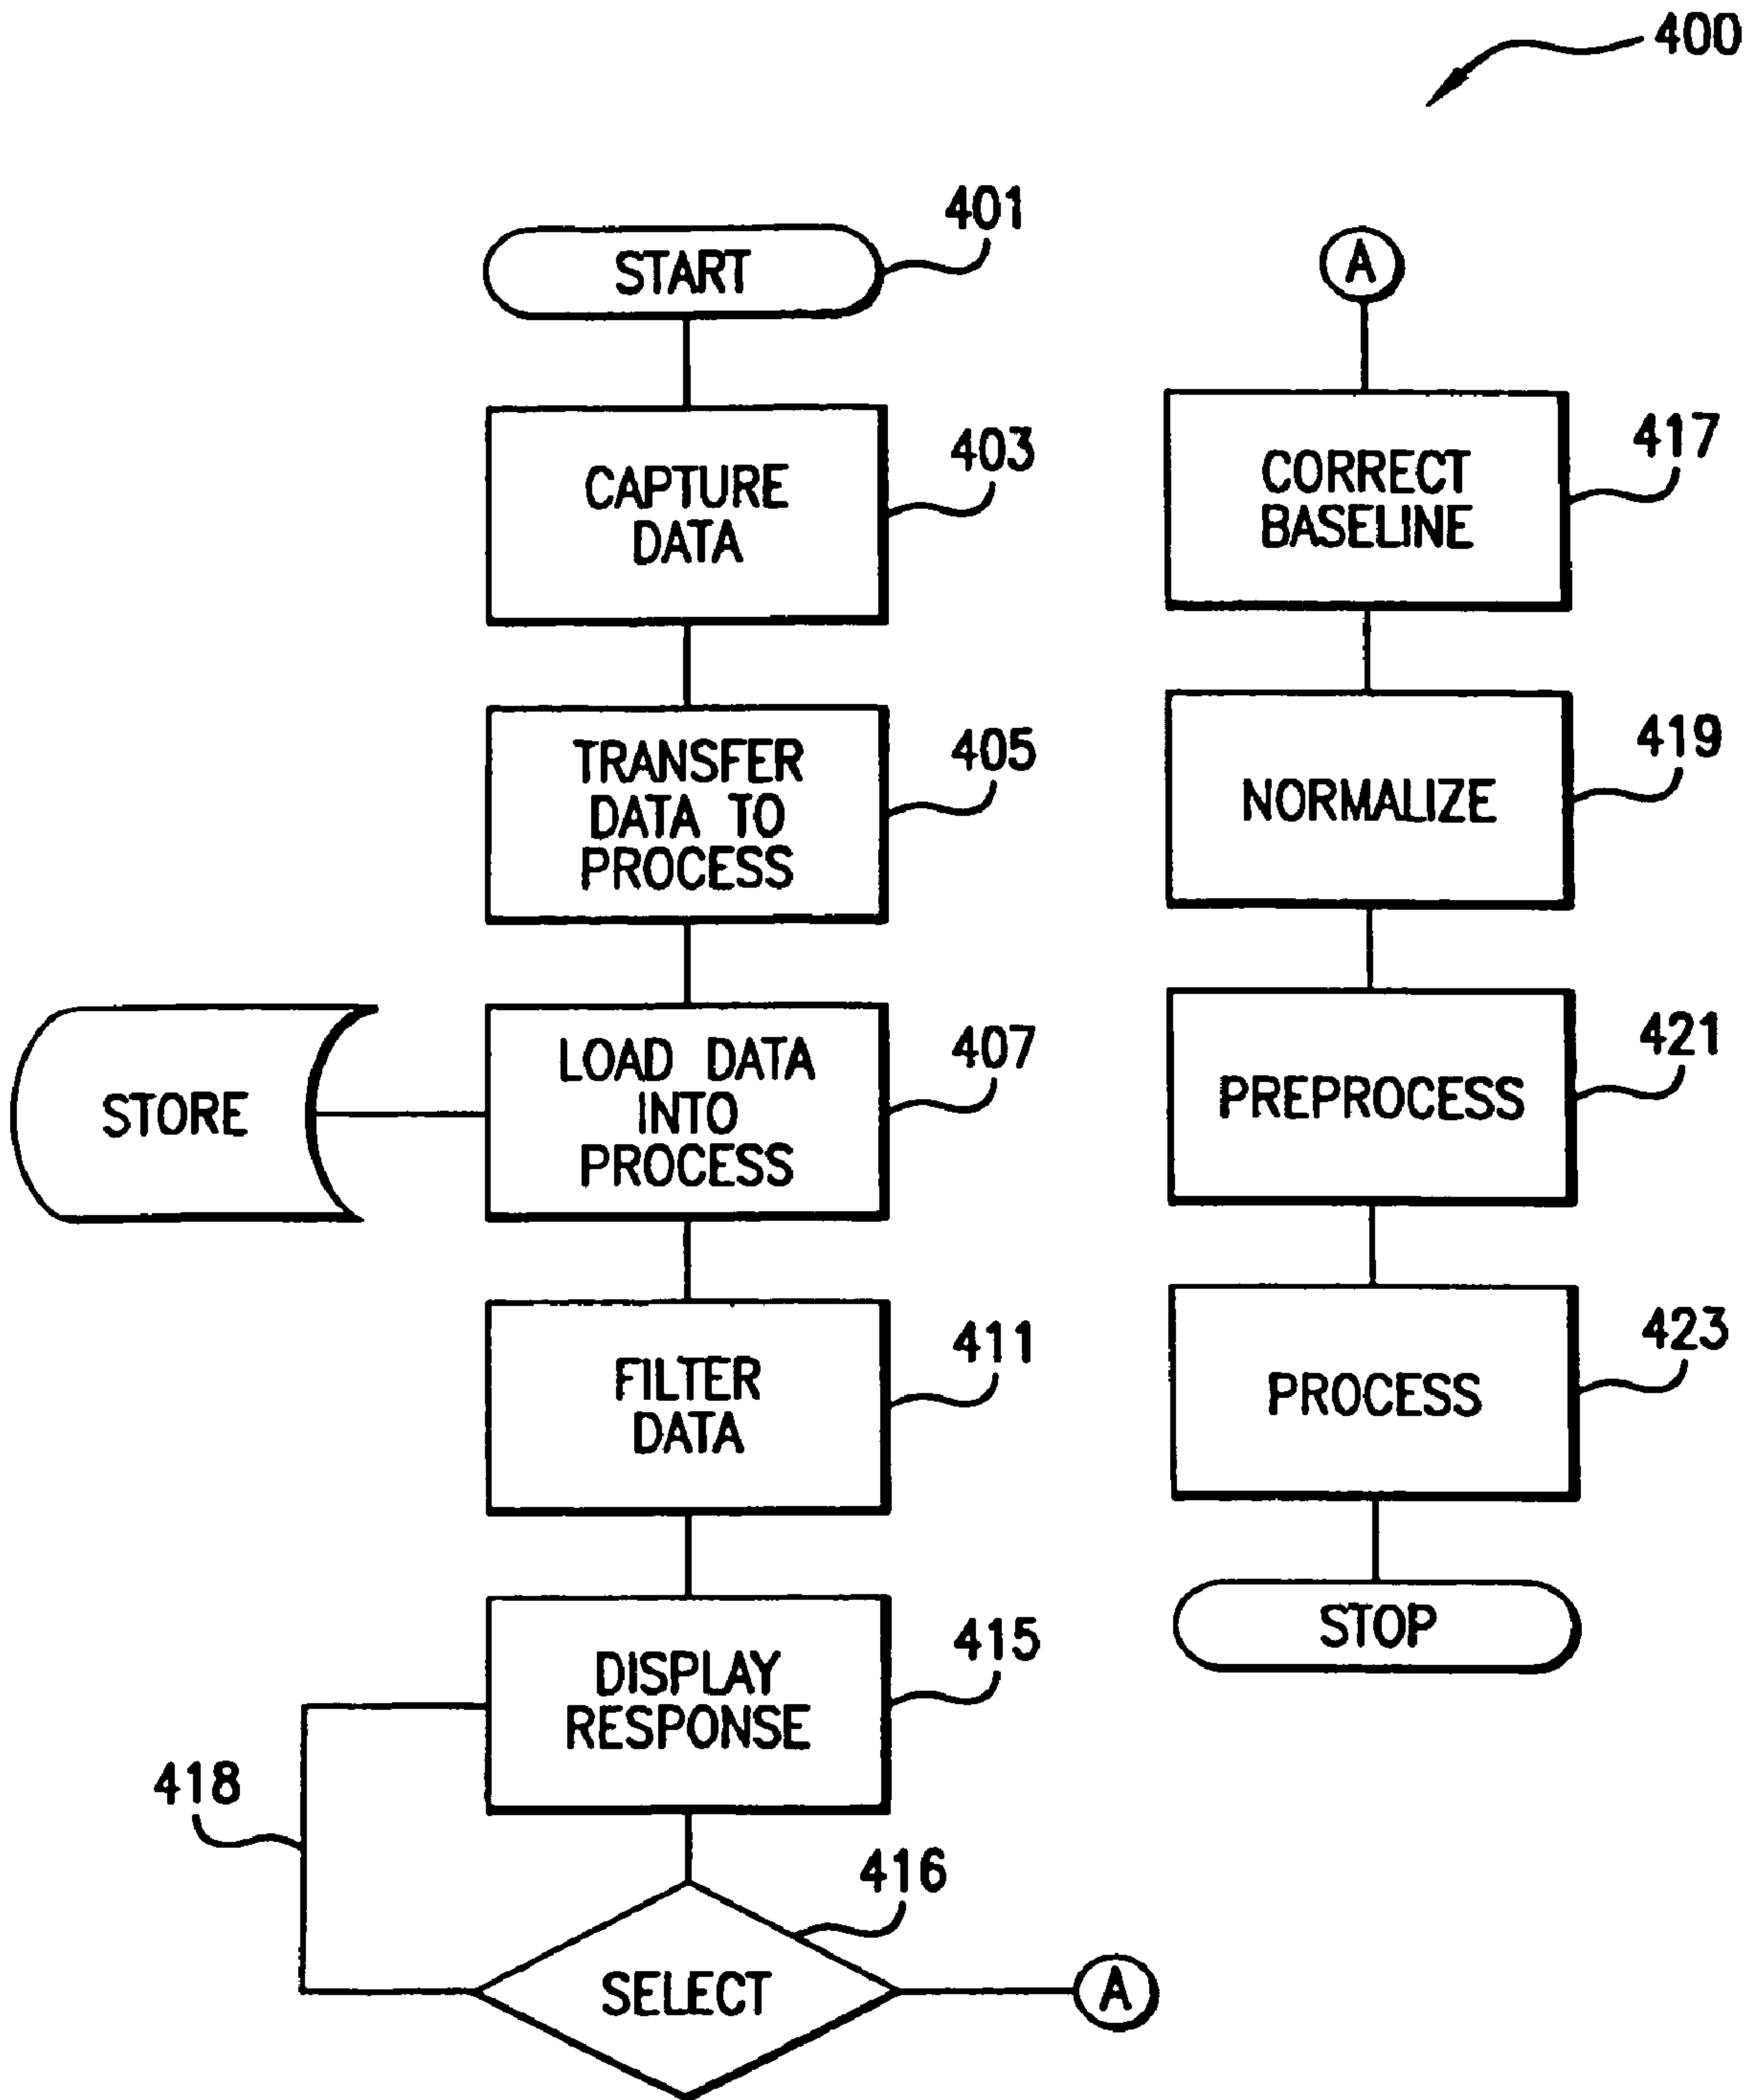 400
START
401
CAPTURE
DATA
403
TRANSFER
DATA TO
PROCESS
405
STORE
LOAD DATA
INTO
PROCESS
407
FILTER
DATA
411
DISPLAY
RESPONSE
415
418
416
SELECT
A
A
CORRECT
BASELINE
417
NORMALIZE
419
PREPROCESS
421
PROCESS
423
STOP